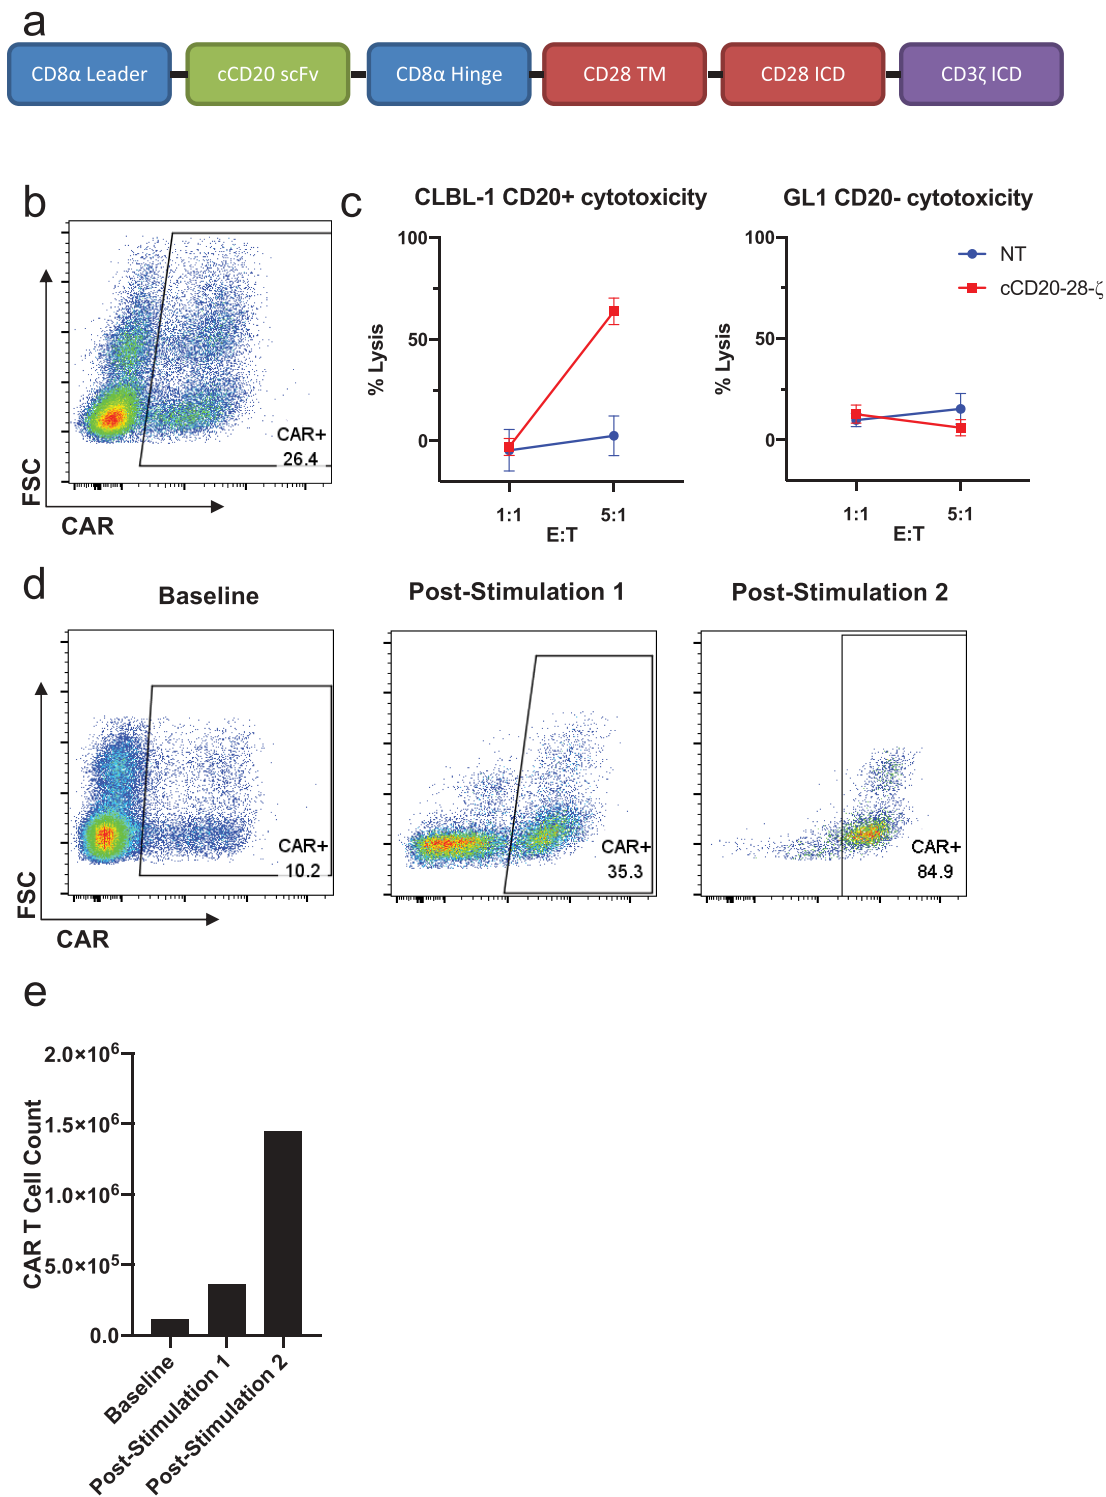 a
CD8α Leader
cCD20 scFv
CD8α Hinge
CD28 TM
CD28 ICD
CD3ζ ICD
b
FSC
CAR
CAR+
26.4
c
CLBL-1 CD20+ cytotoxicity
% Lysis
100
50
0
1:1
5:1
E:T
GL1 CD20- cytotoxicity
% Lysis
100
50
0
1:1
5:1
E:T
NT
cCD20-28-ζ
d
Baseline
FSC
CAR
CAR+
10.2
Post-Stimulation 1
CAR+
35.3
Post-Stimulation 2
CAR+
84.9
e
CAR T Cell Count
2.0×10⁶
1.5×10⁶
1.0×10⁶
5.0×10⁵
0.0
Baseline
Post-Stimulation 1
Post-Stimulation 2